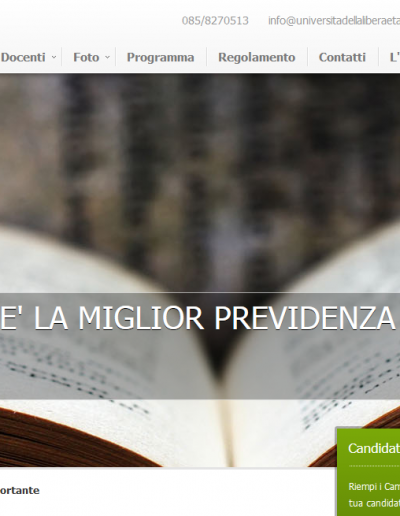 085/8270513 info@universitadellaliberaeta
Docenti Foto Programma Regolamento Contatti L'
E' LA MIGLIOR PREVIDENZA
Candidat
Riempi i Cam
ortante
tua candidat